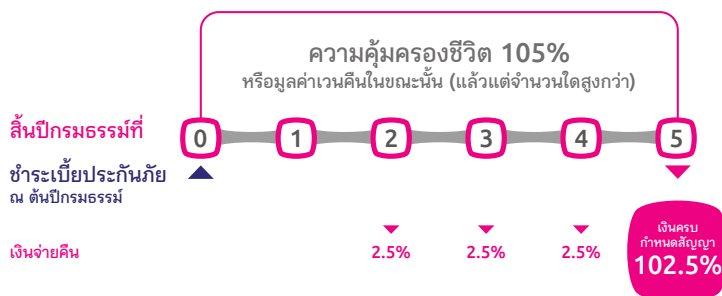 ความคุ้มครองชีวิต 105%
หรือมูลค่าเวนคืนในขณะนั้น (แล้วแต่จำนวนใดสูงกว่า)
สิ้นปีกรมธรรม์ที่ 0 1 2 3 4 5
ชำระเบี้ยประกันภัย
ณ ต้นปีกรมธรรม์
เงินจ่ายคืน 2.5% 2.5% 2.5%
เงินครบ
กำหนดสัญญา
102.5%